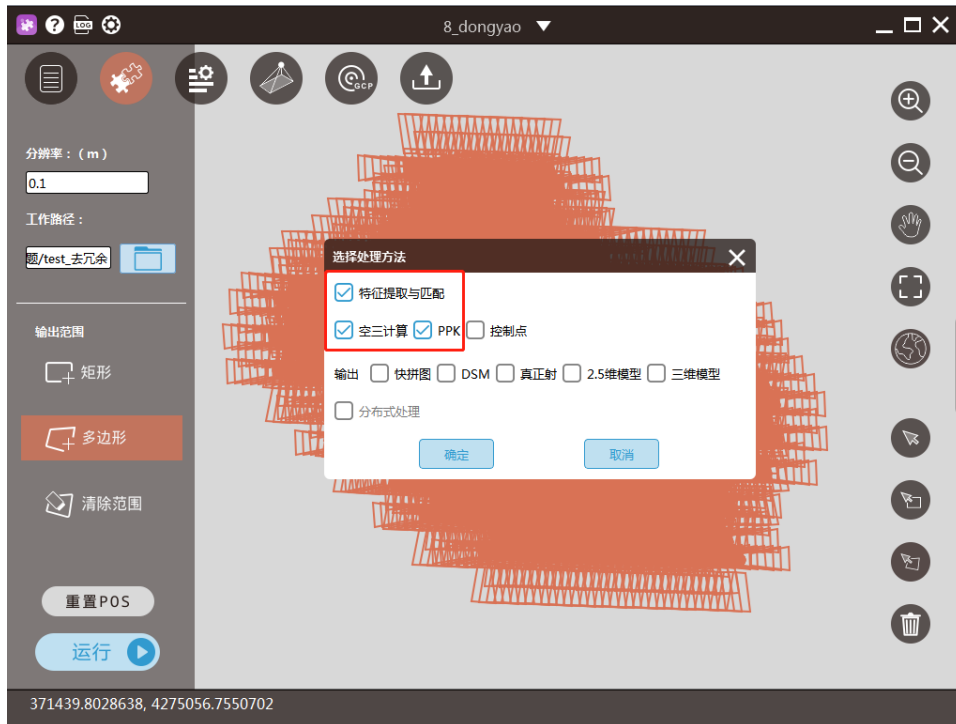 LOG
8_dongyao
GCP
分辨率：（m）
0.1
工作路径：
题/test_去冗余
输出范围
矩形
多边形
清除范围
重置POS
运行
选择处理方法
特征提取与匹配
空三计算 PPK 控制点
输出 快拼图 DSM 真正射 2.5维模型 三维模型
分布式处理
确定 取消
371439.8028638, 4275056.7550702